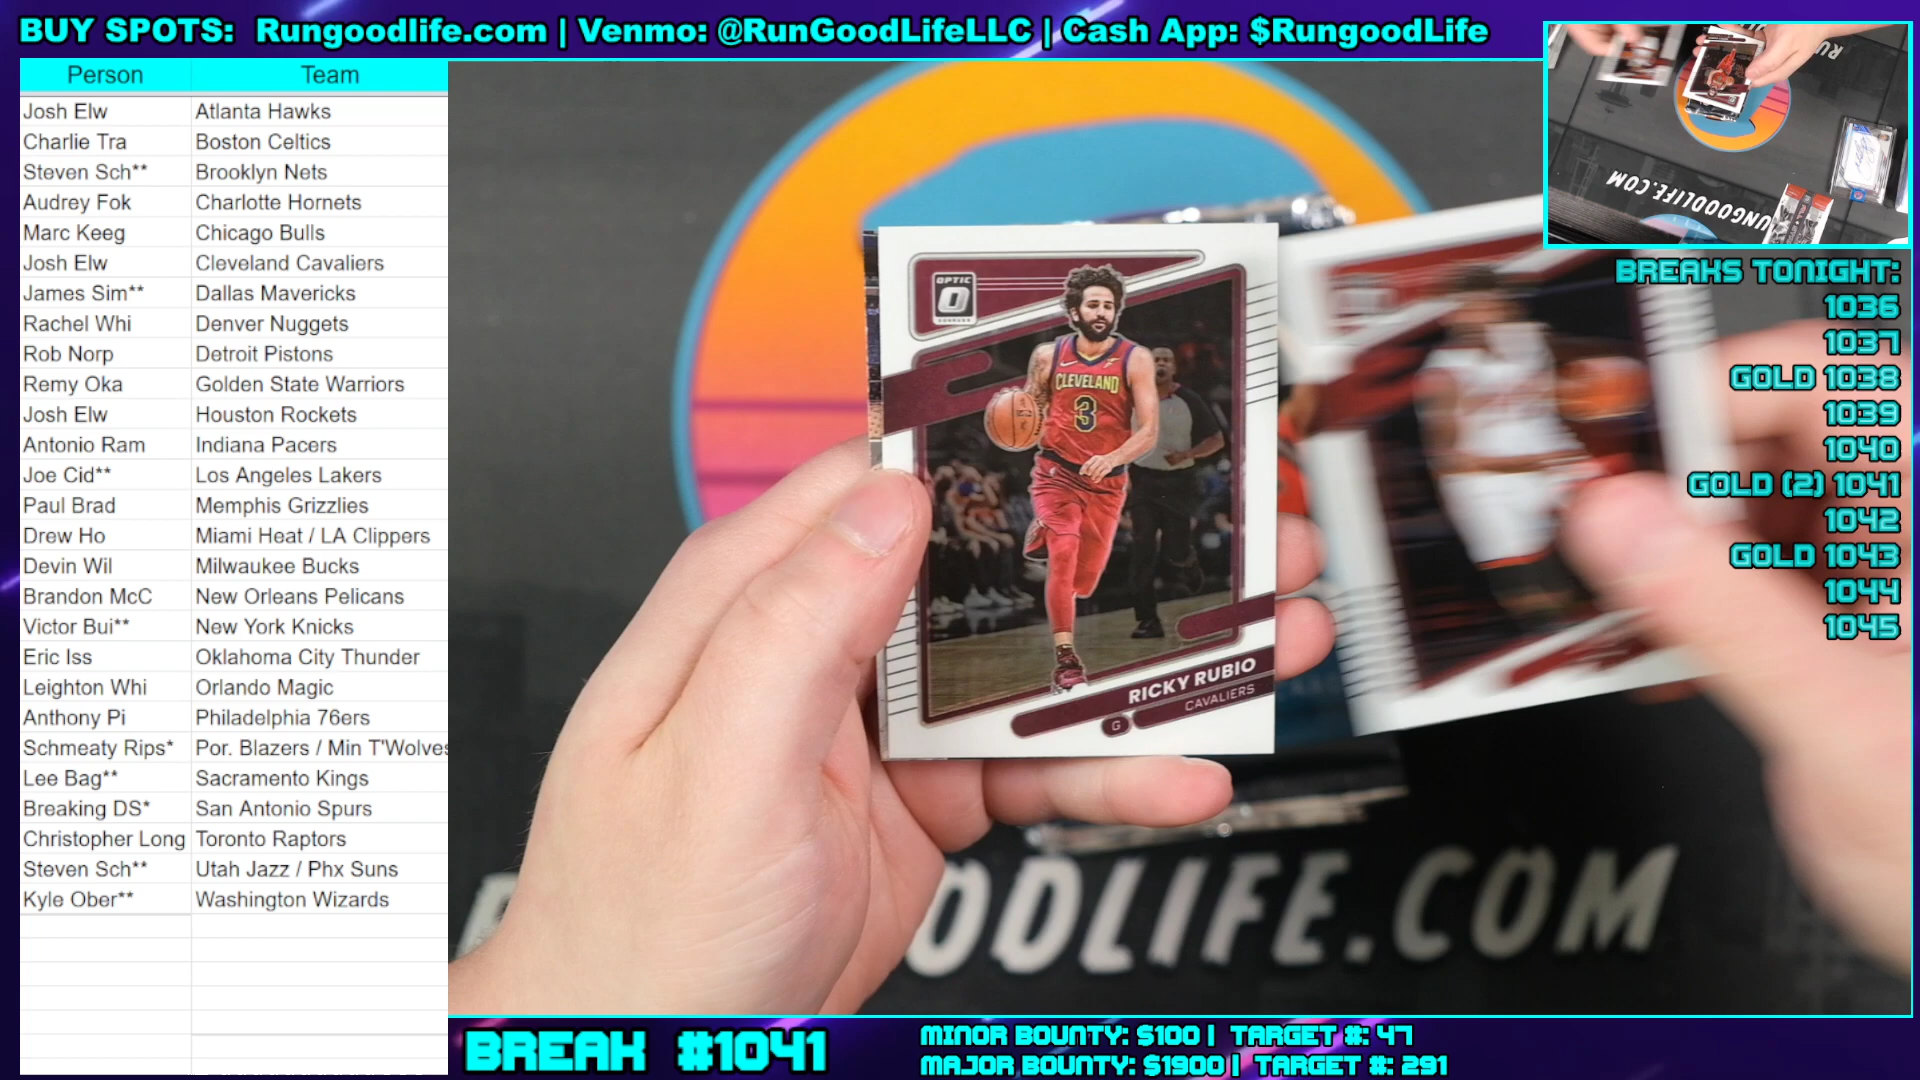 BUY SPOTS: Rungoodlife.com | Venmo: @RunGoodLifeLLC | Cash App: $RungoodLife
Person Team
Josh Elw Atlanta Hawks
Charlie Tra Boston Celtics
Steven Sch** Brooklyn Nets
Audrey Fok Charlotte Hornets
Marc Keeg Chicago Bulls
Josh Elw Cleveland Cavaliers
James Sim** Dallas Mavericks
Rachel Whi Denver Nuggets
Rob Norp Detroit Pistons
Remy Oka Golden State Warriors
Josh Elw Houston Rockets
Antonio Ram Indiana Pacers
Joe Cid** Los Angeles Lakers
Paul Brad Memphis Grizzlies
Drew Ho Miami Heat / LA Clippers
Devin Wil Milwaukee Bucks
Brandon McC New Orleans Pelicans
Victor Bui** New York Knicks
Eric Iss Oklahoma City Thunder
Leighton Whi Orlando Magic
Anthony Pi Philadelphia 76ers
Schmeaty Rips* Por. Blazers / Min T'Wolves
Lee Bag** Sacramento Kings
Breaking DS* San Antonio Spurs
Christopher Long Toronto Raptors
Steven Sch** Utah Jazz / Phx Suns
Kyle Ober** Washington Wizards
OPTIC
DONRUSS
CLEVELAND
3
RICKY RUBIO
CAVALIERS
G
ODLIFE.COM
RUNGOODLIFE.COM
RU
BREAKS TONIGHT:
1036
1037
GOLD 1038
1039
1040
GOLD (2) 1041
1042
GOLD 1043
1044
1045
BREAK #1041
MINOR BOUNTY: $100 | TARGET #: 47
MAJOR BOUNTY: $1900 | TARGET #: 291